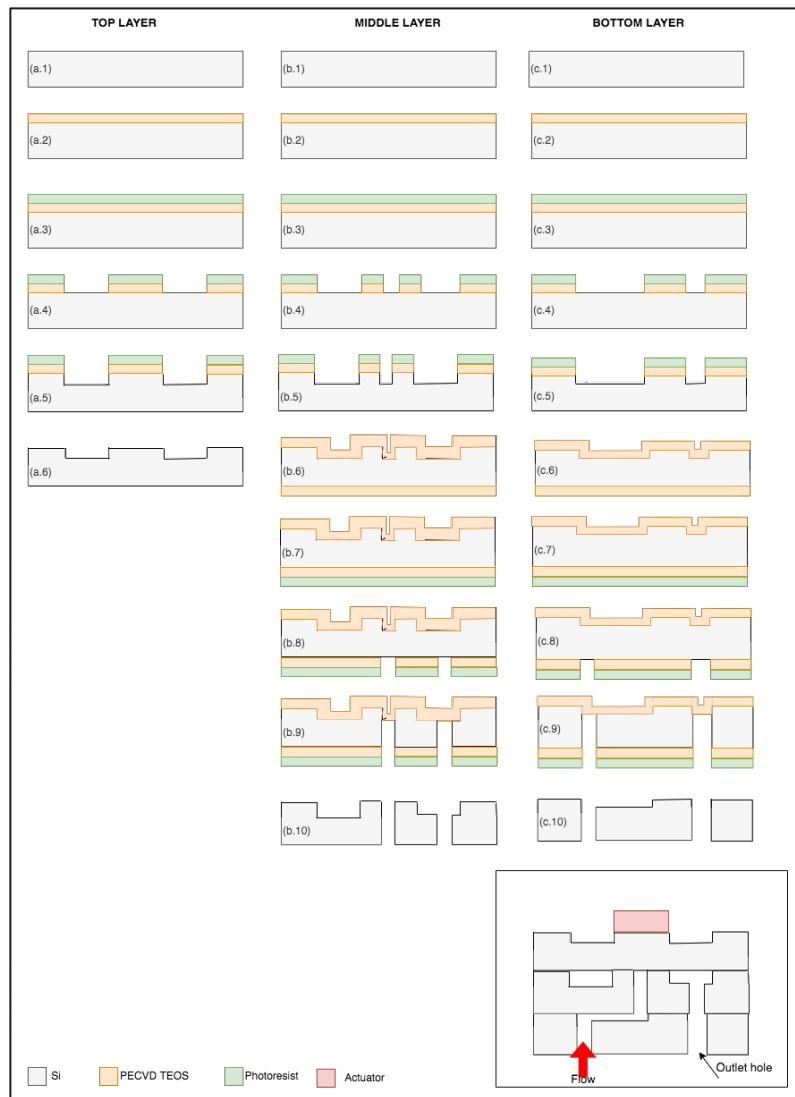 TOP LAYER MIDDLE LAYER BOTTOM LAYER
(a.1) (b.1) (c.1)
(a.2) (b.2) (c.2)
(a.3) (b.3) (c.3)
(a.4) (b.4) (c.4)
(a.5) (b.5) (c.5)
(a.6) (b.6) (c.6)
(b.7) (c.7)
(b.8) (c.8)
(b.9) (c.9)
(b.10) (c.10)
Outlet hole
Flow
Si PECVD TEOS Photoresist Actuator